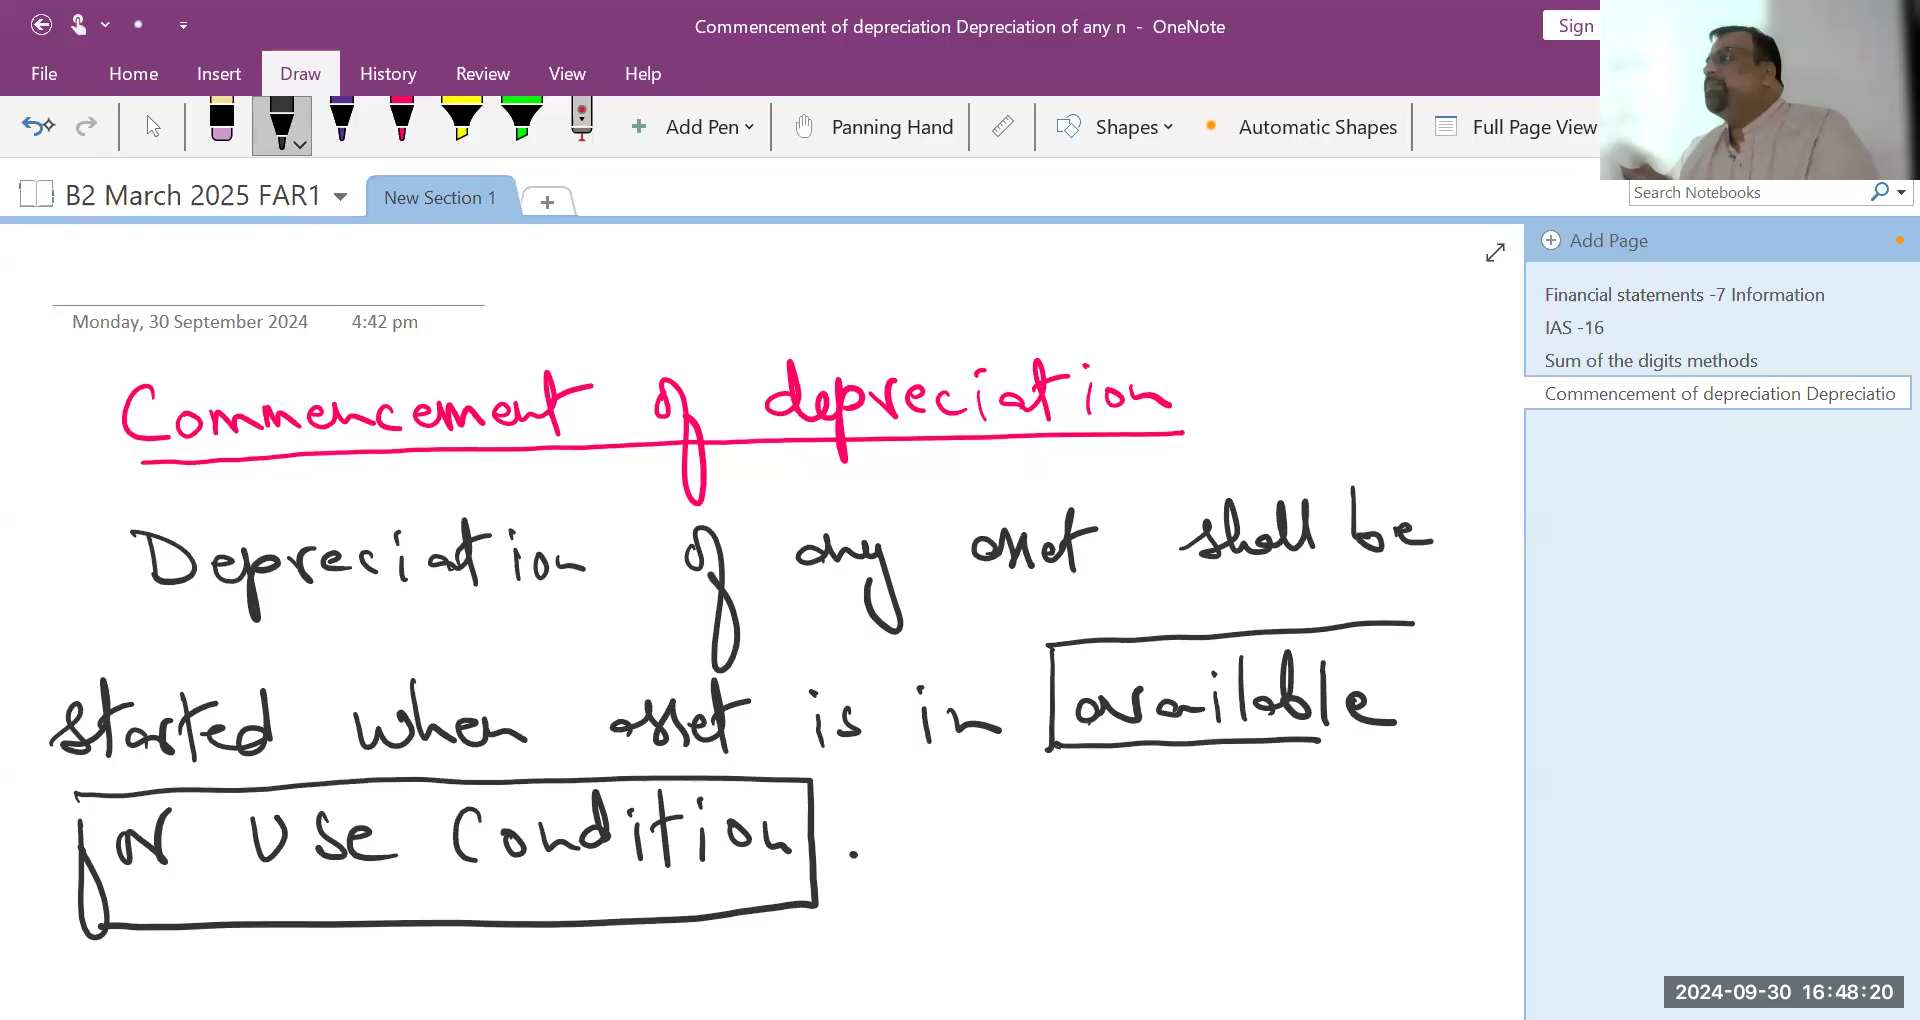 Commencement of depreciation Depreciation of any n - OneNote
Sign
File Home Insert Draw History Review View Help
Add Pen Panning Hand Shapes Automatic Shapes Full Page View
B2 March 2025 FAR1 New Section 1
Search Notebooks
Add Page
Financial statements -7 Information
IAS -16
Sum of the digits methods
Commencement of depreciation Depreciatio
Monday, 30 September 2024 4:42 pm
Commencement of depreciation
Depreciation of any asset shall be
started when asset is in available
for use condition .
2024-09-30 16:48:20